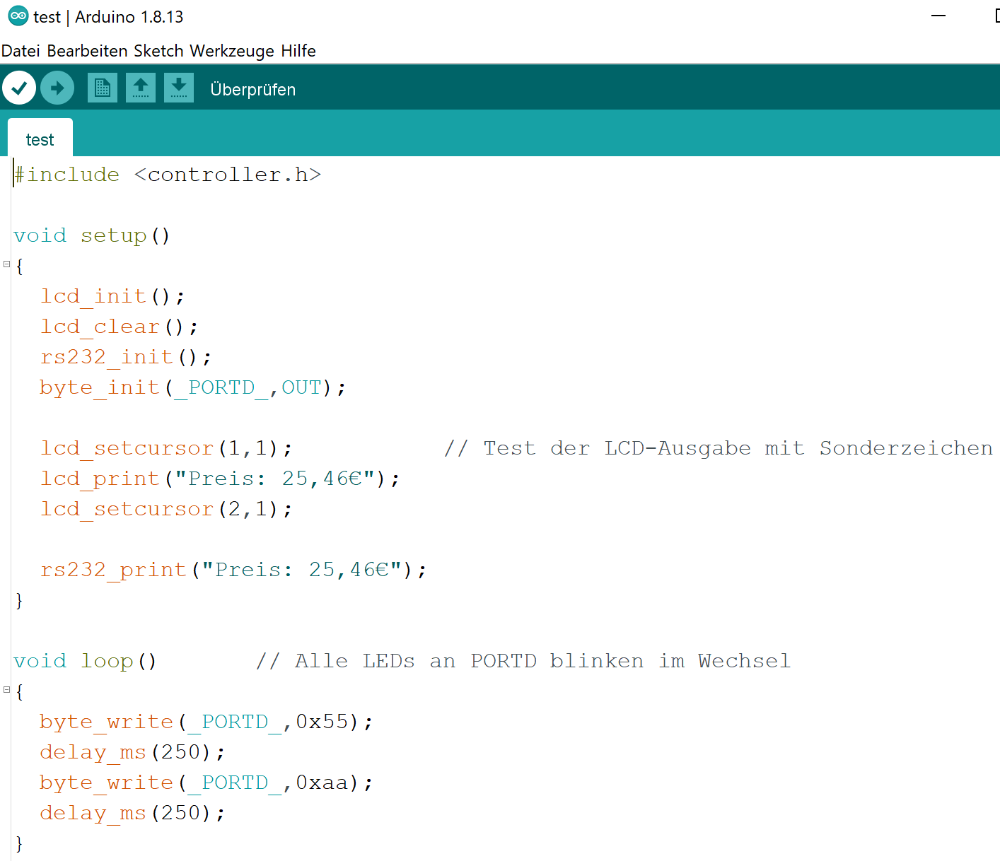 test | Arduino 1.8.13
Datei Bearbeiten Sketch Werkzeuge Hilfe
Überprüfen
test
#include <controller.h>

void setup()
{
  lcd_init();
  lcd_clear();
  rs232_init();
  byte_init(_PORTD_,OUT);

  lcd_setcursor(1,1);           // Test der LCD-Ausgabe mit Sonderzeichen
  lcd_print("Preis: 25,46€");
  lcd_setcursor(2,1);

  rs232_print("Preis: 25,46€");
}

void loop()       // Alle LEDs an PORTD blinken im Wechsel
{
  byte_write(_PORTD_,0x55);
  delay_ms(250);
  byte_write(_PORTD_,0xaa);
  delay_ms(250);
}